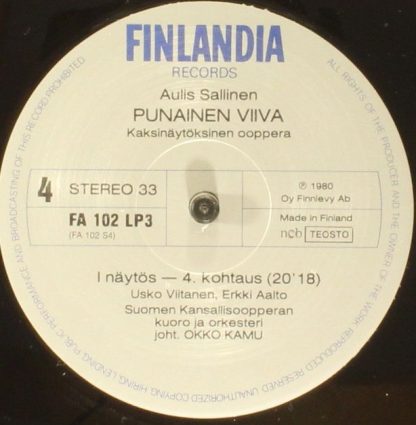 FINLANDIA
RECORDS
Aulis Sallinen
PUNAINEN VIIVA
Kaksinäytöksinen ooppera
4 STEREO 33
FA 102 LP3
(FA 102 S4)
℗ 1980
Oy Finnlevy Ab
Made in Finland
ncb TEOSTO
I näytös — 4. kohtaus (20'18)
Usko Viitanen, Erkki Aalto
Suomen Kansallisoopperan
kuoro ja orkesteri
joht. OKKO KAMU
ALL RIGHTS OF THE PRODUCER AND OF THE OWNER OF THE WORK REPRODUCED RESERVED UNAUTHORIZED COPYING HIRING, LENDING, PUBLIC PERFORMANCE AND BROADCASTING OF THIS RECORD PROHIBITED